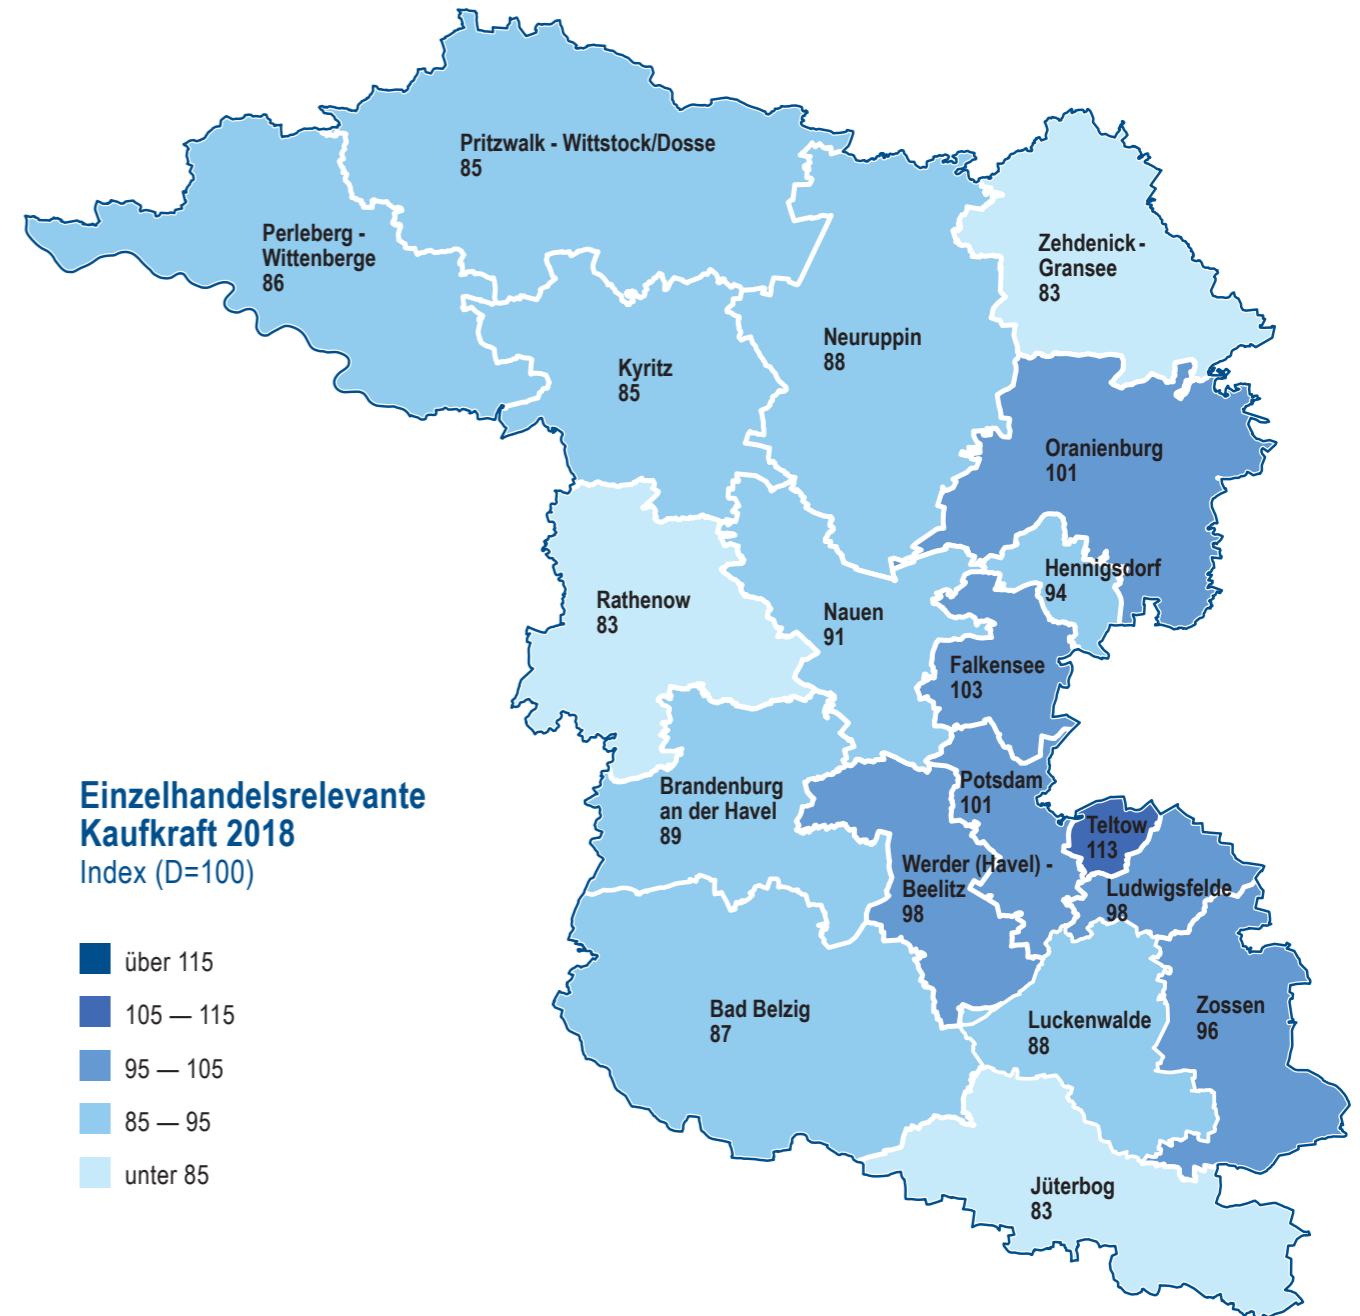 Pritzwalk - Wittstock/Dosse
85
Perleberg -
Wittenberge
86
Zehdenick -
Gransee
83
Neuruppin
88
Kyritz
85
Oranienburg
101
Hennigsdorf
94
Rathenow
83
Nauen
91
Falkensee
103
Brandenburg
an der Havel
89
Potsdam
101
Teltow
113
Werder (Havel) -
Beelitz
98
Ludwigsfelde
98
Bad Belzig
87
Luckenwalde
88
Zossen
96
Jüterbog
83
Einzelhandelsrelevante
Kaufkraft 2018
Index (D=100)
über 115
105 — 115
95 — 105
85 — 95
unter 85